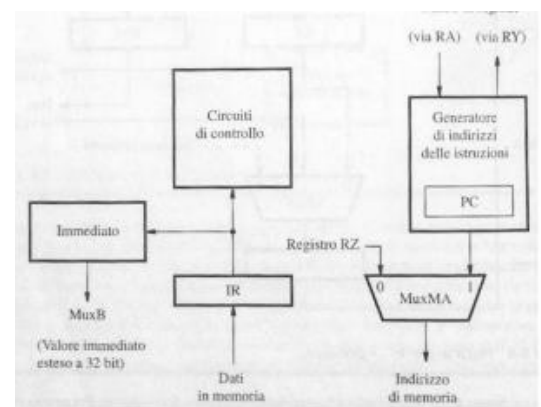 (via RA) (via RY)
Circuiti
di controllo
Generatore
di indirizzi
delle istruzioni
PC
Immediato
Registro RZ
0 1
MuxMA
IR
MuxB
(Valore immediato
esteso a 32 bit)
Dati
in memoria
Indirizzo
di memoria